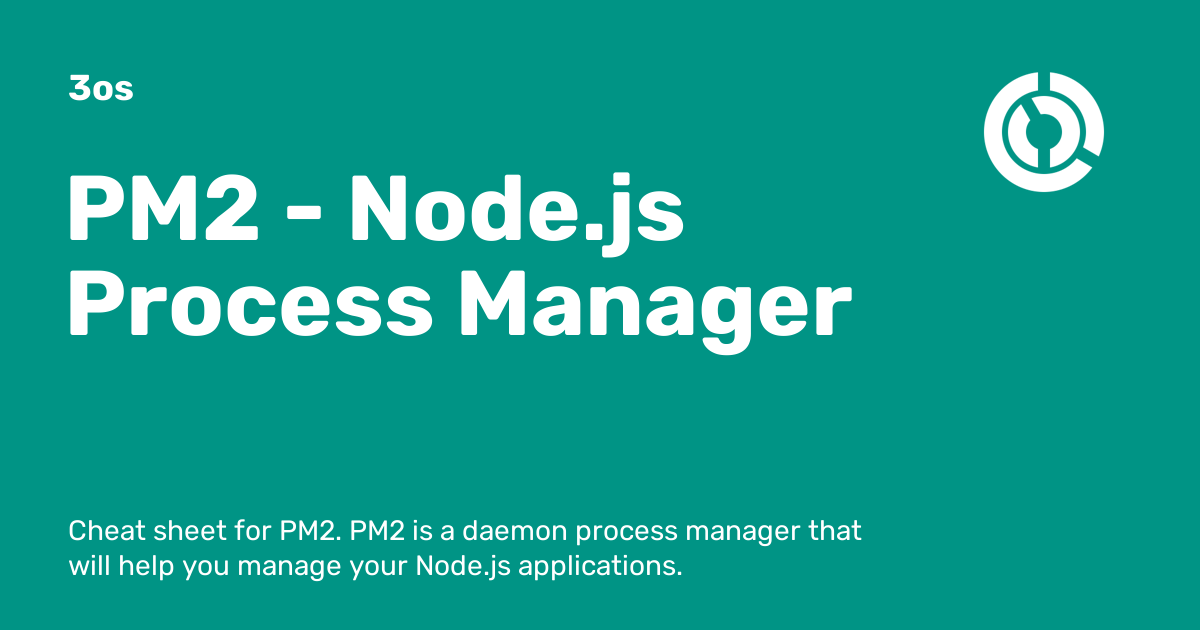 3os
PM2 - Node.js
Process Manager
Cheat sheet for PM2. PM2 is a daemon process manager that
will help you manage your Node.js applications.